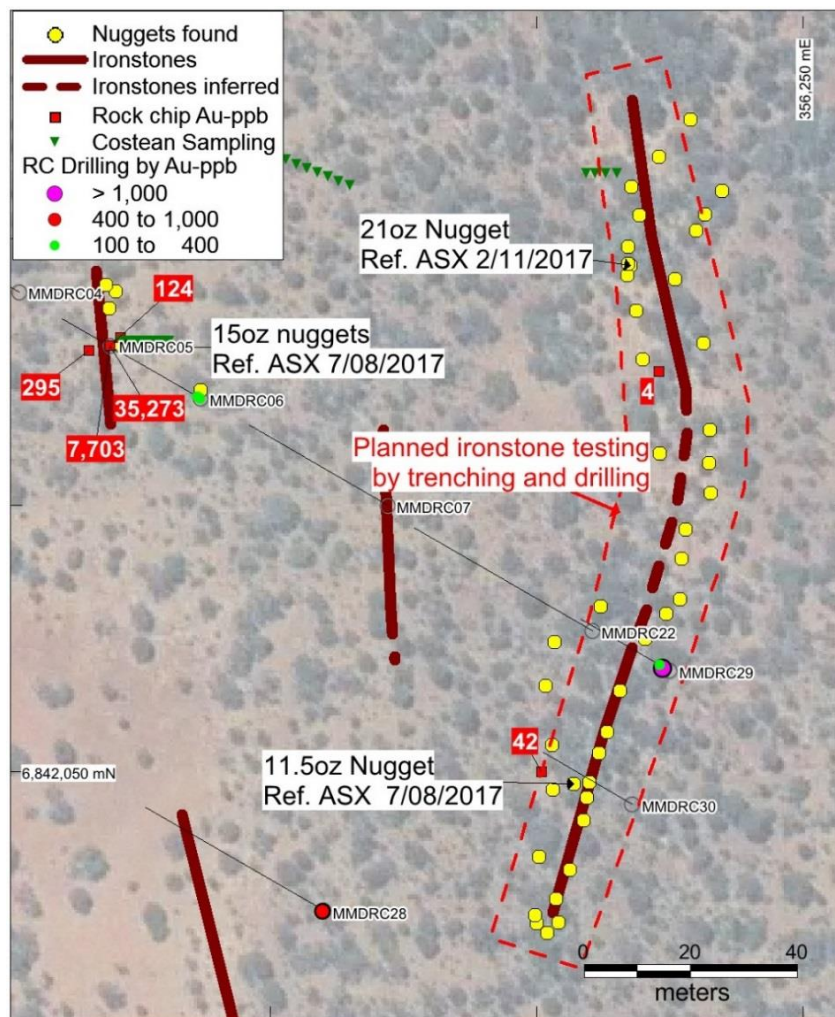 Nuggets found
Ironstones
Ironstones inferred
Rock chip Au-ppb
Costean Sampling
RC Drilling by Au-ppb
> 1,000
400 to 1,000
100 to 400
356,250 mE
21oz Nugget
Ref. ASX 2/11/2017
MMDRC04
124
15oz nuggets
Ref. ASX 7/08/2017
MMDRC05
295
35,273
MMDRC06
7,703
4
Planned ironstone testing
by trenching and drilling
MMDRC07
MMDRC22
MMDRC29
42
6,842,050 mN
11.5oz Nugget
Ref. ASX 7/08/2017
MMDRC30
MMDRC28
0 20 40
meters